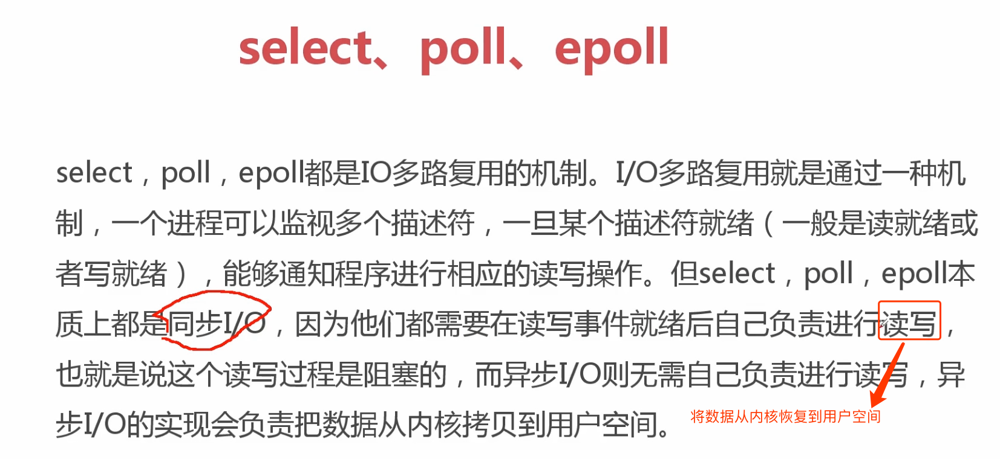 select、poll、epoll
select，poll，epoll都是IO多路复用的机制。I/O多路复用就是通过一种机
制，一个进程可以监视多个描述符，一旦某个描述符就绪（一般是读就绪或
者写就绪），能够通知程序进行相应的读写操作。但select，poll，epoll本
质上都是同步I/O，因为他们都需要在读写事件就绪后自己负责进行读写，
也就是说这个读写过程是阻塞的，而异步I/O则无需自己负责进行读写，异
步I/O的实现会负责把数据从内核拷贝到用户空间。
将数据从内核恢复到用户空间